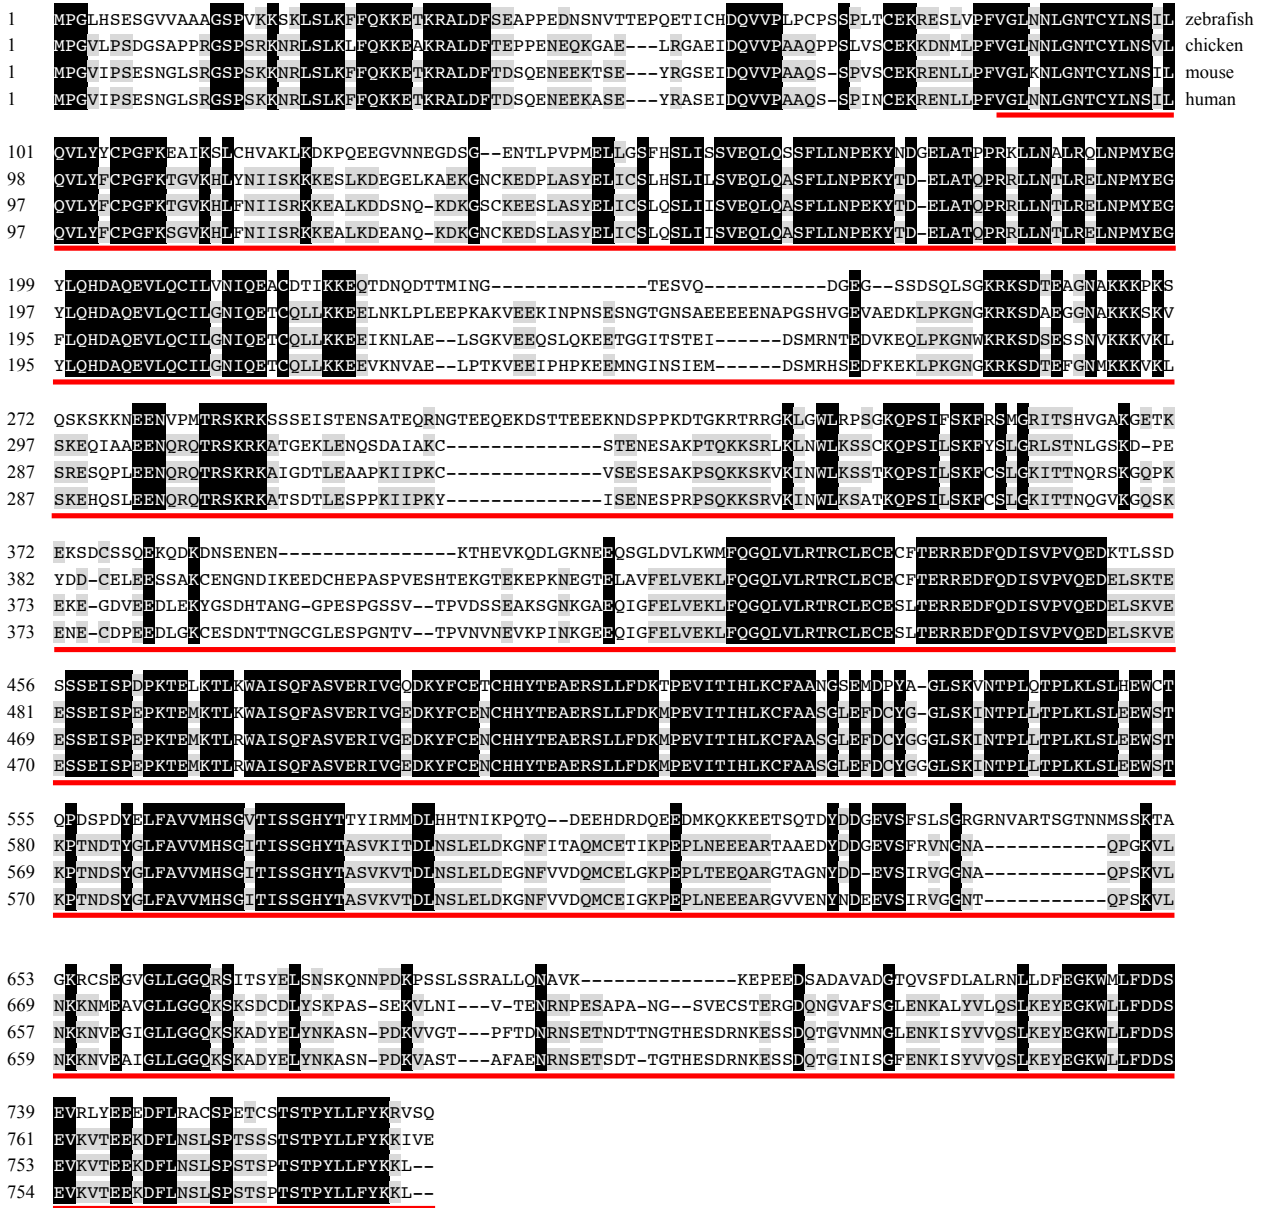 1 MPGLHSESGVVAAAGSPVKKSKLSLKFFQKKETKRALDFSEAPPEDNSNVTTEPQETICHDQVVPLPCPSSPLTCEKRESLVPFVGLNNLGNTCYLNSIL zebrafish
1 MPGVLPSDGSAPPRGSPSRKNRLSLKLFQKKEAKRALDFTEPPENEQKGAE---LRGAEIDQVVPAAQPPSLVSCEKKDNMLPFVGLNNLGNTCYLNSVL chicken
1 MPGVIPSESNGLSRGSPSKKNRLSLKFFQKKETKRALDFTDSQENEEKTSE---YRGSEIDQVVPAAQS-SPVSCEKRENLLPFVGLKNLGNTCYLNSIL mouse
1 MPGVIPSESNGLSRGSPSKKNRLSLKFFQKKETKRALDFTDSQENEEKASE---YRASEIDQVVPAAQS-SPINCEKRENLLPFVGLNNLGNTCYLNSIL human
101 QVLYYCPGFKEAIKSLCHVAKLKDKPQEEGVNNEGDSG--ENTLPVPMELLGSFHSLISSVEQLQSSFLLNPEKYNDGELATPPRKLLNALRQLNPMYEG
98 QVLYFCPGFKTGVKHLYNIISKKKESLKDEGELKAEKGNCKEDPLASYELICSLHSLILSVEQLQASFLLNPEKYTD-ELATQPRRLLNTLRELNPMYEG
97 QVLYFCPGFKTGVKHLFNIISRKKEALKDDSNQ-KDKGSCKEESLASYELICSLQSLIISVEQLQASFLLNPEKYTD-ELATQPRRLLNTLRELNPMYEG
97 QVLYFCPGFKSGVKHLFNIISRKKEALKDEANQ-KDKGNCKEDSLASYELICSLQSLIISVEQLQASFLLNPEKYTD-ELATQPRRLLNTLRELNPMYEG
199 YLQHDAQEVLQCILVNIQEACDTIKKEQTDNQDTTMING--------------TESVQ-----------DGEG--SSDSQLSGKRKSDTEAGNAKKKPKS
197 YLQHDAQEVLQCILGNIQETCQLLKKEELNKLPLEEPKAKVEEKINPNSESNGTGNSAEEEEENAPGSHVGEVAEDKLPKGNGKRKSDAEGGNAKKKSKV
195 FLQHDAQEVLQCILGNIQETCQLLKKEEIKNLAE--LSGKVEEQSLQKEETGGITSTEI------DSMRNTEDVKEQLPKGNWKRKSDSESSNVKKKVKL
195 YLQHDAQEVLQCILGNIQETCQLLKKEEVKNVAE--LPTKVEEIPHPKEEMNGINSIEM------DSMRHSEDFKEKLPKGNGKRKSDTEFGNMKKKVKL
272 QSKSKKNEENVPMTRSKRKSSSEISTENSATEQRNGTEEQEKDSTTEEEKNDSPPKDTGKRTRRGKLGWLRPSGKQPSIFSKFRSMGRITSHVGAKGETK
297 SKEQIAAEENQRQTRSKRKATGEKLENQSDAIAKC--------------STENESAKPTQKKSRLKLNWLKSSCKQPSILSKFYSLGRLSTNLGSKD-PE
287 SRESQPLEENQRQTRSKRKAIGDTLEAAPKIIPKC--------------VSESESAKPSQKKSKVKINWLKSSTKQPSILSKFCSLGKITTNQRSKGQPK
287 SKEHQSLEENQRQTRSKRKATSDTLESPPKIIPKY--------------ISENESPRPSQKKSRVKINWLKSATKQPSILSKFCSLGKITTNQGVKGQSK
372 EKSDCSSQEKQDKDNSENEN----------------KTHEVKQDLGKNEEQSGLDVLKWMFQGQLVLRTRCLECECFTERREDFQDISVPVQEDKTLSSD
382 YDD-CELEESSAKCENGNDIKEEDCHEPASPVESHTEKGTEKEPKNEGTELAVFELVEKLFQGQLVLRTRCLECECFTERREDFQDISVPVQEDELSKTE
373 EKE-GDVEEDLEKYGSDHTANG-GPESPGSSV--TPVDSSEAKSGNKGAEQIGFELVEKLFQGQLVLRTRCLECESLTERREDFQDISVPVQEDELSKVE
373 ENE-CDPEEDLGKCESDNTTNGCGLESPGNTV--TPVNVNEVKPINKGEEQIGFELVEKLFQGQLVLRTRCLECESLTERREDFQDISVPVQEDELSKVE
456 SSSEISPDPKTELKTLKWAISQFASVERIVGQDKYFCETCHHYTEAERSLLFDKTPEVITIHLKCFAANGSEMDPYA-GLSKVNTPLQTPLKLSLHEWCT
481 ESSEISPEPKTEMKTLKWAISQFASVERIVGEDKYFCENCHHYTEAERSLLFDKMPEVITIHLKCFAASGLEFDCYG-GLSKINTPLLTPLKLSLEEWST
469 ESSEISPEPKTEMKTLRWAISQFASVERIVGEDKYFCENCHHYTEAERSLLFDKMPEVITIHLKCFAASGLEFDCYGGGLSKINTPLLTPLKLSLEEWST
470 ESSEISPEPKTEMKTLRWAISQFASVERIVGEDKYFCENCHHYTEAERSLLFDKMPEVITIHLKCFAASGLEFDCYGGGLSKINTPLLTPLKLSLEEWST
555 QPDSPDYELFAVVMHSGVTISSGHYTTYIRMMDLHHTNIKPQTQ--DEEHDRDQEEDMKQKKEETSQTDYDDGEVSFSLSGRGRNVARTSGTNNMSSKTA
580 KPTNDTYGLFAVVMHSGITISSGHYTASVKITDLNSLELDKGNFITAQMCETIKPEPLNEEEARTAAEDYDDGEVSFRVNGNA-----------QPGKVL
569 KPTNDSYGLFAVVMHSGITISSGHYTASVKVTDLNSLELDEGNFVVDQMCELGKPEPLTEEQARGTAGNYDD-EVSIRVGGNA-----------QPSKVL
570 KPTNDSYGLFAVVMHSGITISSGHYTASVKVTDLNSLELDKGNFVVDQMCEIGKPEPLNEEEARGVVENYNDEEVSIRVGGNT-----------QPSKVL
653 GKRCSEGVGLLGGQRSITSYELSNSKQNNPDKPSSLSSRALLQNAVK--------------KEPEEDSADAVADGTQVSFDLALRNLLDFEGKWMLFDDS
669 NKKNMEAVGLLGGQKSKSDCDLYSKPAS-SEKVLNI---V-TENRNPESAPA-NG--SVECSTERGDQNGVAFSGLENKALYVLQSLKEYEGKWLLFDDS
657 NKKNVEGIGLLGGQKSKADYELYNKASN-PDKVVGT---PFTDNRNSETNDTTNGTHESDRNKESSDQTGVNMNGLENKISYVVQSLKEYEGKWLLFDDS
659 NKKNVEAIGLLGGQKSKADYELYNKASN-PDKVAST---AFAENRNSETSDT-TGTHESDRNKESSDQTGINISGFENKISYVVQSLKEYEGKWLLFDDS
739 EVRLYEEEDFLRACSPETCSTSTPYLLFYKRVSQ
761 EVKVTEEKDFLNSLSPTSSSTSTPYLLFYKKIVE
753 EVKVTEEKDFLNSLSPSTSPTSTPYLLFYKKL--
754 EVKVTEEKDFLNSLSPSTSPTSTPYLLFYKKL--